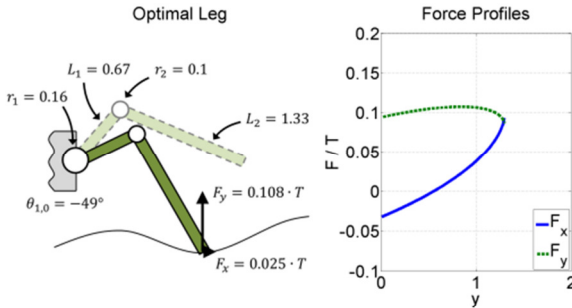 Optimal Leg
L₁ = 0.67
r₂ = 0.1
r₁ = 0.16
L₂ = 1.33
θ₁,₀ = −49°
F_y = 0.108 · T
F_x = 0.025 · T
Force Profiles
F / T
0.2
0.15
0.1
0.05
0
-0.05
-0.1
0 1 2
y
F_x
F_y